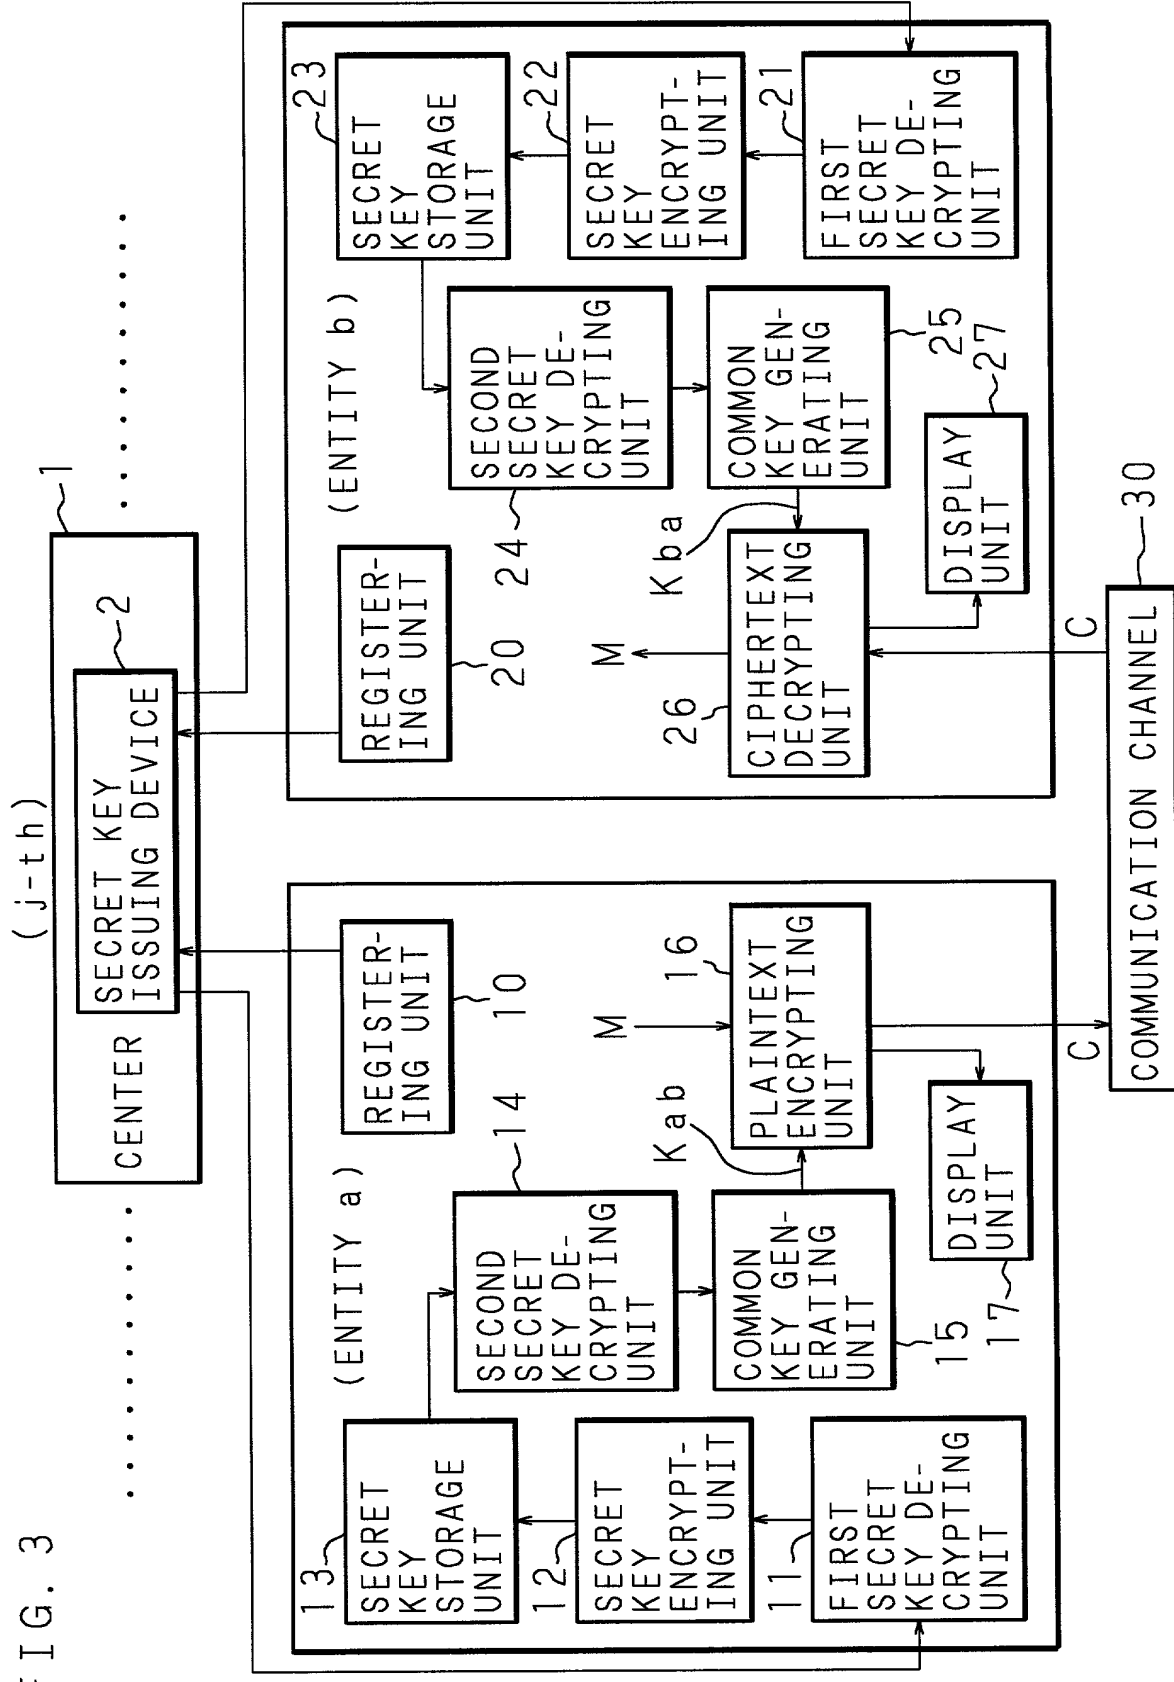 FIG. 3
(j-th)
1
CENTER
SECRET KEY
ISSUING DEVICE
2
(ENTITY a)
13
SECRET
KEY
STORAGE
UNIT
12
SECRET
KEY
ENCRYPT-
ING UNIT
11
FIRST
SECRET
KEY DE-
CRYPTING
UNIT
14
SECOND
SECRET
KEY DE-
CRYPTING
UNIT
COMMON
KEY GEN-
ERATING
UNIT
15
REGISTER-
ING UNIT
10
M
Kab
16
PLAINTEXT
ENCRYPTING
UNIT
DISPLAY
UNIT
17
C
(ENTITY b)
REGISTER-
ING UNIT
20
SECRET
KEY
STORAGE
UNIT
23
SECRET
KEY
ENCRYPT-
ING UNIT
22
FIRST
SECRET
KEY DE-
CRYPTING
UNIT
21
SECOND
SECRET
KEY DE-
CRYPTING
UNIT
24
COMMON
KEY GEN-
ERATING
UNIT
25
Kba
M
26
CIPHERTEXT
DECRYPTING
UNIT
DISPLAY
UNIT
27
C
COMMUNICATION CHANNEL
30